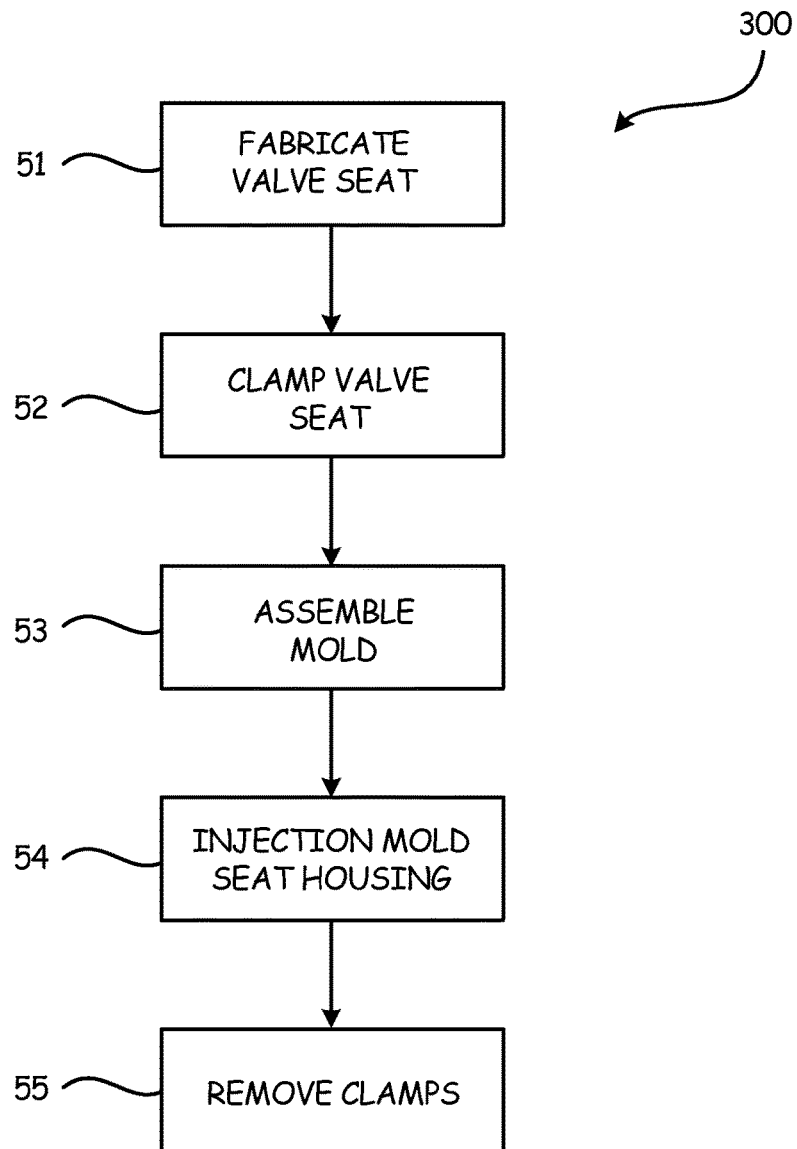 300
51
FABRICATE
VALVE SEAT
52
CLAMP VALVE
SEAT
53
ASSEMBLE
MOLD
54
INJECTION MOLD
SEAT HOUSING
55
REMOVE CLAMPS